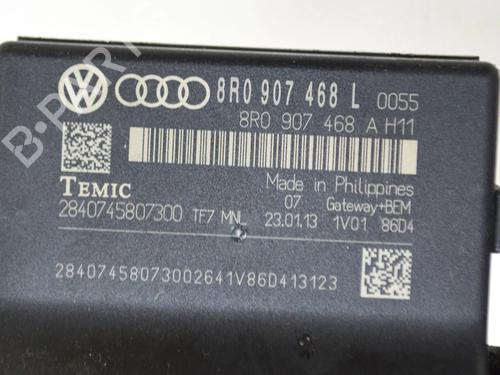 8R0 907 468 L 0055
8R0 907 468 A H11
TEMIC
Made in Philippines
07 Gateway+BEM
2840745807300 TF7 MNL 23.01.13 1V01 86D4
28407458073002641V86D413123
B-PARTS